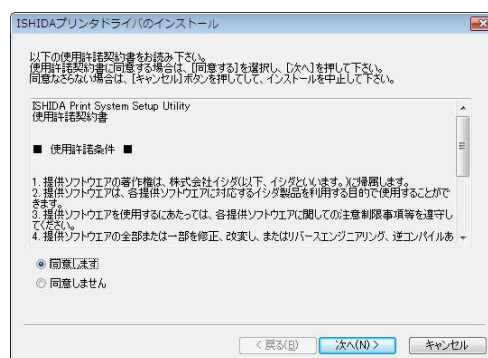 ISHIDAプリンタドライバのインストール
以下の使用許諾契約書をお読み下さい。
使用許諾契約書に同意する場合は、[同意する]を選択し、[次へ]を押して下さい。
同意なさらない場合は、[キャンセル]ボタンを押してして、インストールを中止して下さい。
ISHIDA Print System Setup Utility
使用許諾契約書
■ 使用許諾条件 ■
1. 提供ソフトウエアの著作権は、株式会社イシダ(以下、イシダといいます。)に帰属します。
2. 提供ソフトウエアは、各提供ソフトウエアに対応するイシダ製品を利用する目的で使用することがで
きます。
3. 提供ソフトウエアを使用するにあたっては、各提供ソフトウエアに関しての注意制限事項等を遵守し
てください。
4. 提供ソフトウエアの全部または一部を修正、改変し、またはリバースエンジニアリング、逆コンパイルあ
同意します
同意しません
< 戻る(B)
次へ(N) >
キャンセル